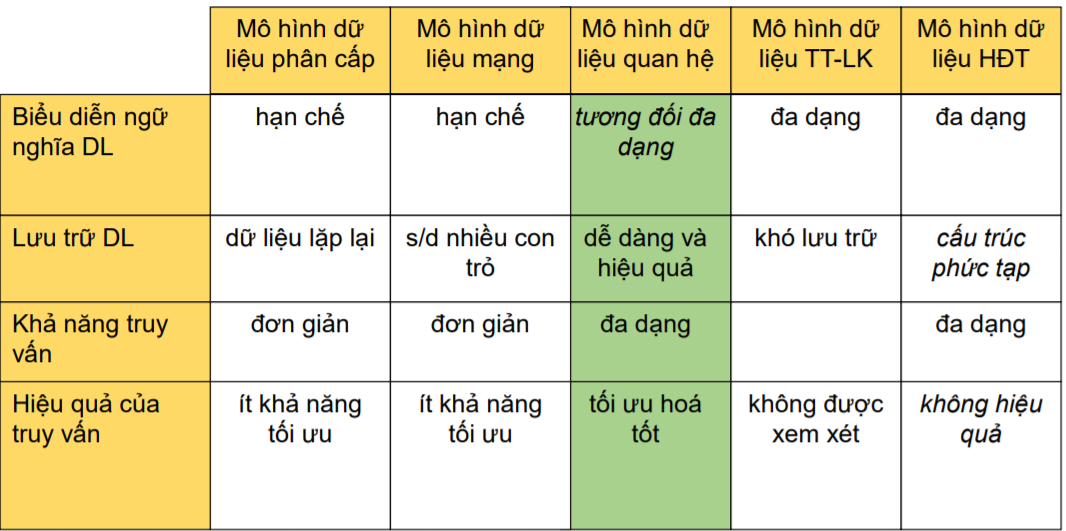 Mô hình dữ liệu phân cấp
Mô hình dữ liệu mạng
Mô hình dữ liệu quan hệ
Mô hình dữ liệu TT-LK
Mô hình dữ liệu HĐT
Biểu diễn ngữ nghĩa DL
hạn chế
hạn chế
tương đối đa dạng
đa dạng
đa dạng
Lưu trữ DL
dữ liệu lặp lại
s/d nhiều con trỏ
dễ dàng và hiệu quả
khó lưu trữ
cấu trúc phức tạp
Khả năng truy vấn
đơn giản
đơn giản
đa dạng
đa dạng
Hiệu quả của truy vấn
ít khả năng tối ưu
ít khả năng tối ưu
tối ưu hoá tốt
không được xem xét
không hiệu quả